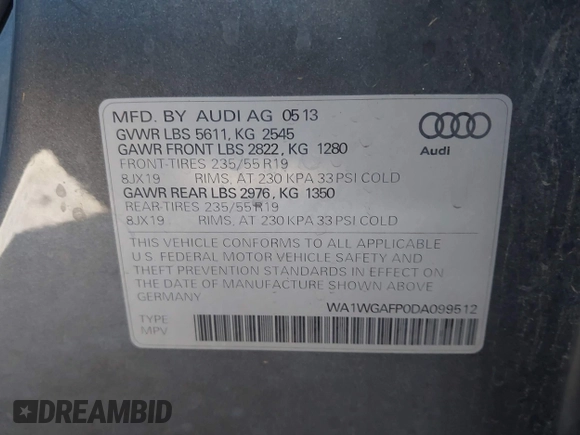 MFD. BY AUDI AG 05 13
GVWR LBS 5611, KG 2545
GAWR FRONT LBS 2822, KG 1280
FRONT-TIRES 235/55 R19
8JX19 RIMS, AT 230 KPA 33 PSI COLD
GAWR REAR LBS 2976, KG 1350
REAR-TIRES 235/55 R19
8JX19 RIMS, AT 230 KPA 33 PSI COLD
Audi
THIS VEHICLE CONFORMS TO ALL APPLICABLE
U S FEDERAL MOTOR VEHICLE SAFETY AND
THEFT PREVENTION STANDARDS IN EFFECT ON
THE DATE OF MANUFACTURE SHOWN ABOVE
GERMANY
WA1WGAFP0DA099512
TYPE
MPV
DREAMBID